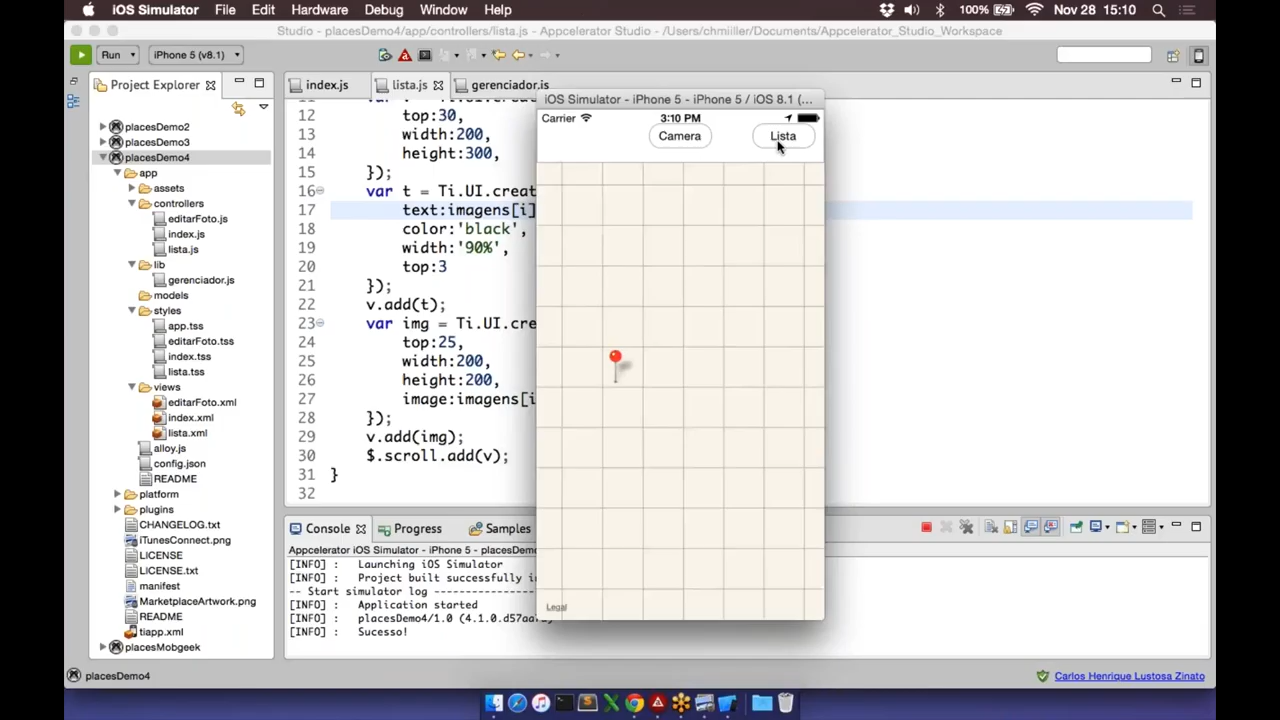 iOS Simulator File Edit Hardware Debug Window Help 100% Nov 28 15:10
Studio - placesDemo4/app/controllers/lista.js - Appcelerator Studio - /Users/chmiiller/Documents/Appcelerator_Studio_Workspace
Run iPhone 5 (v8.1)
Project Explorer
placesDemo2
placesDemo3
placesDemo4
app
assets
controllers
editarFoto.js
index.js
lista.js
lib
gerenciador.js
models
styles
app.tss
editarFoto.tss
index.tss
lista.tss
views
editarFoto.xml
index.xml
lista.xml
alloy.js
config.json
README
platform
plugins
CHANGELOG.txt
iTunesConnect.png
LICENSE
LICENSE.txt
manifest
MarketplaceArtwork.png
README
tiapp.xml
placesMobgeek
index.js lista.js gerenciador.js
12 top:30,
13 width:200,
14 height:300,
15 });
16 var t = Ti.UI.creat
17 text:imagens[i]
18 color:'black',
19 width:'90%',
20 top:3
21 });
22 v.add(t);
23 var img = Ti.UI.cre
24 top:25,
25 width:200,
26 height:200,
27 image:imagens[i
28 });
29 v.add(img);
30 $.scroll.add(v);
31 }
32
iOS Simulator - iPhone 5 - iPhone 5 / iOS 8.1 (...
Carrier 3:10 PM
Camera Lista
Legal
Console Progress Samples
Appcelerator iOS Simulator - iPhone 5 - placesDem
[INFO] : Launching iOS Simulator
[INFO] : Project built successfully i
-- Start simulator log
[INFO] : Application started
[INFO] : placesDemo4/1.0 (4.1.0.d57aa
[INFO] : Sucesso!
placesDemo4 Carlos Henrique Lustosa Zinato